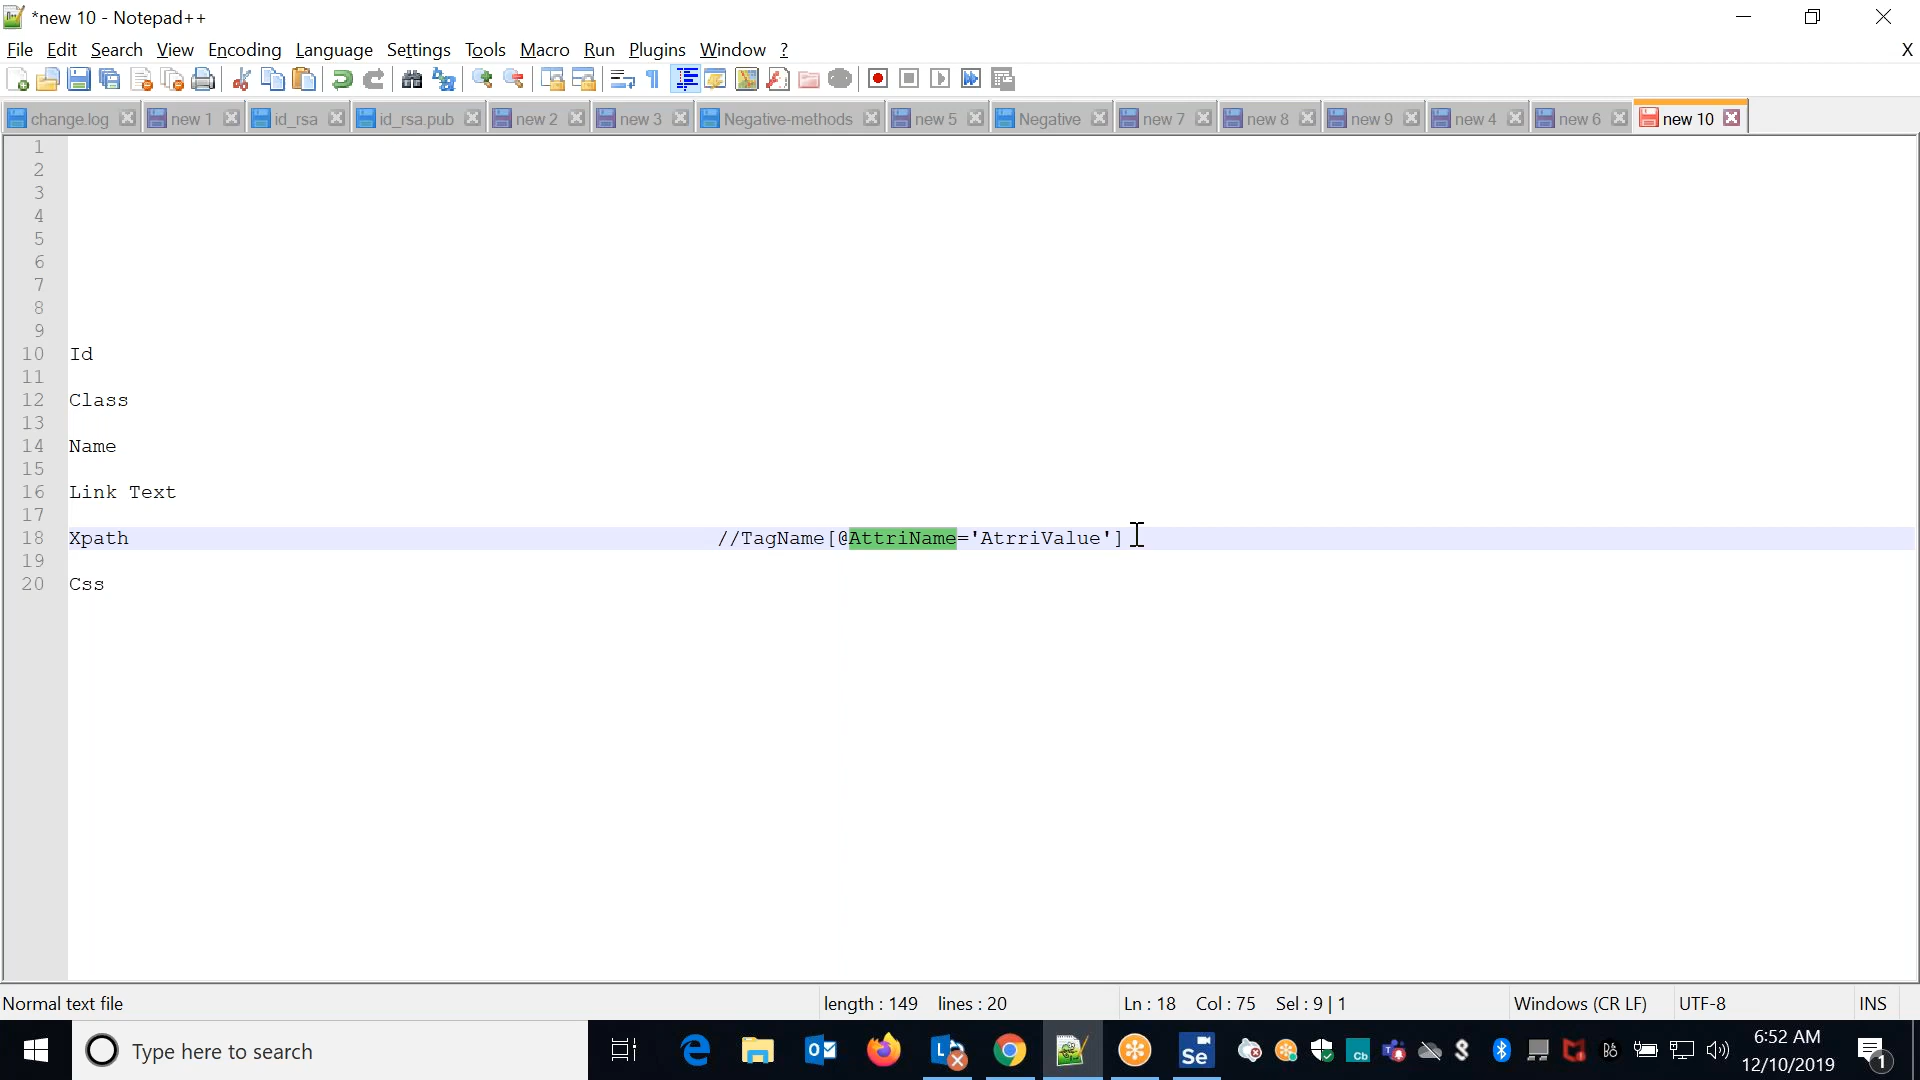 *new 10 - Notepad++
File Edit Search View Encoding Language Settings Tools Macro Run Plugins Window ? X
change.log new 1 id_rsa id_rsa.pub new 2 new 3 Negative-methods new 5 Negative new 7 new 8 new 9 new 4 new 6 new 10
1
2
3
4
5
6
7
8
9
10 Id
11
12 Class
13
14 Name
15
16 Link Text
17
18 Xpath //TagName[@AttriName='AtrriValue']
19
20 Css
Normal text file length : 149 lines : 20 Ln : 18 Col : 75 Sel : 9 | 1 Windows (CR LF) UTF-8 INS
Type here to search Se Cb 6:52 AM
12/10/2019 1